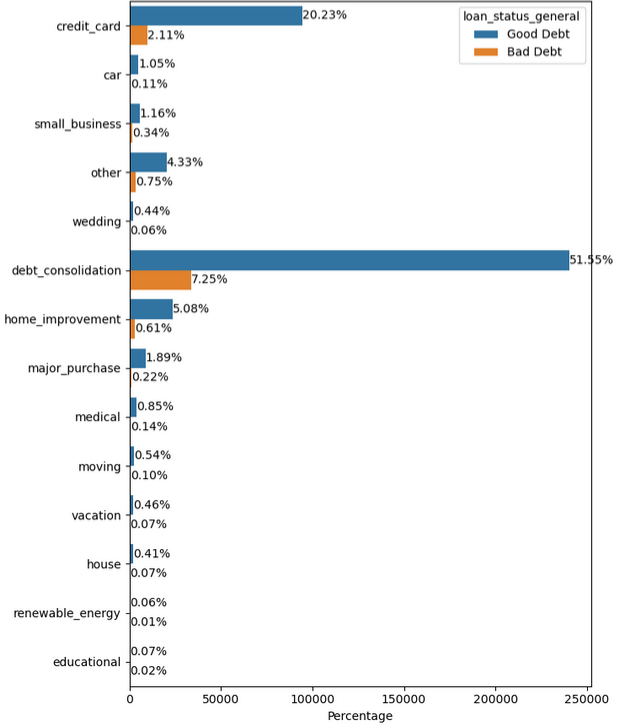 loan_status_general
Good Debt
Bad Debt
credit_card
20.23%
2.11%
car
1.05%
0.11%
small_business
1.16%
0.34%
other
4.33%
0.75%
wedding
0.44%
0.06%
debt_consolidation
51.55%
7.25%
home_improvement
5.08%
0.61%
major_purchase
1.89%
0.22%
medical
0.85%
0.14%
moving
0.54%
0.10%
vacation
0.46%
0.07%
house
0.41%
0.07%
renewable_energy
0.06%
0.01%
educational
0.07%
0.02%
0 50000 100000 150000 200000 250000
Percentage